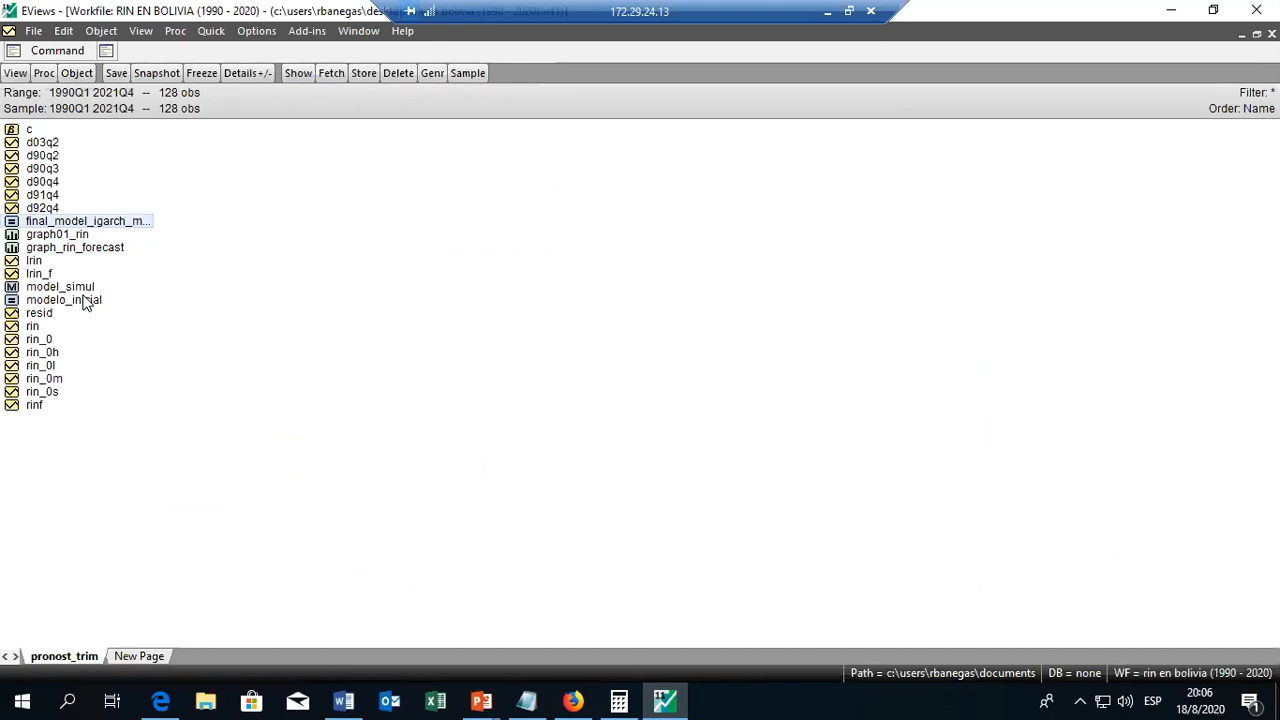 EViews - [Workfile: RIN EN BOLIVIA (1990 - 2020) - (c:\users\rbanegas\desktop
172.29.24.13
File Edit Object View Proc Quick Options Add-ins Window Help
Command
View Proc Object Save Snapshot Freeze Details+/- Show Fetch Store Delete Genr Sample
Range: 1990Q1 2021Q4 -- 128 obs Filter: *
Sample: 1990Q1 2021Q4 -- 128 obs Order: Name
c
d03q2
d90q2
d90q3
d90q4
d91q4
d92q4
final_model_igarch_m...
graph01_rin
graph_rin_forecast
lrin
lrin_f
model_simul
modelo_inicial
resid
rin
rin_0
rin_0h
rin_0l
rin_0m
rin_0s
rinf
pronost_trim New Page
Path = c:\users\rbanegas\documents DB = none WF = rin en bolivia (1990 - 2020)
ESP
20:06
18/8/2020
1